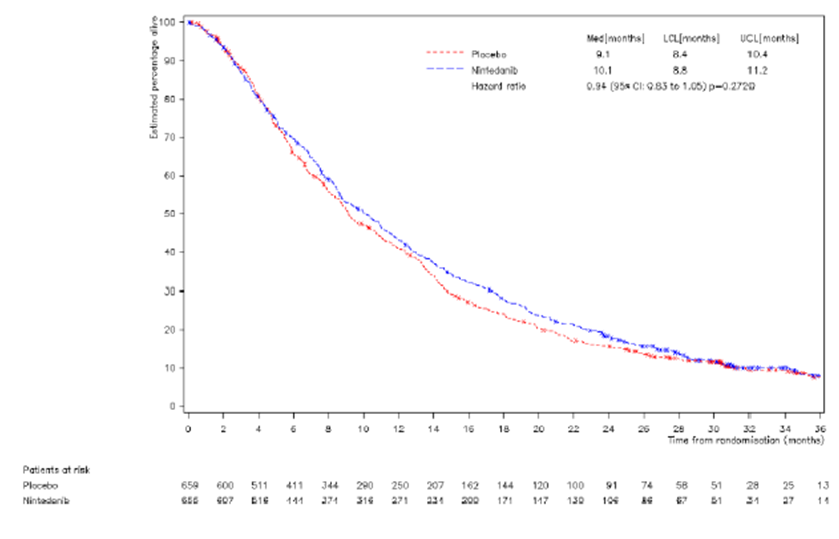 Estimated percentage alive
100
90
80
70
60
50
40
30
20
10
0
Med[months] LCL[months] UCL[months]
Placebo 9.1 8.4 10.4
Nintedanib 10.1 8.8 11.2
Hazard ratio 0.94 (95% CI: 0.83 to 1.05) p=0.2720
0 2 4 6 8 10 12 14 16 18 20 22 24 26 28 30 32 34 36
Time from randomisation (months)
Patients at risk
Placebo 659 600 511 411 344 290 250 207 162 144 120 100 91 74 58 51 28 25 13
Nintedanib 655 607 516 444 374 316 271 234 200 171 147 130 106 86 67 51 34 27 14